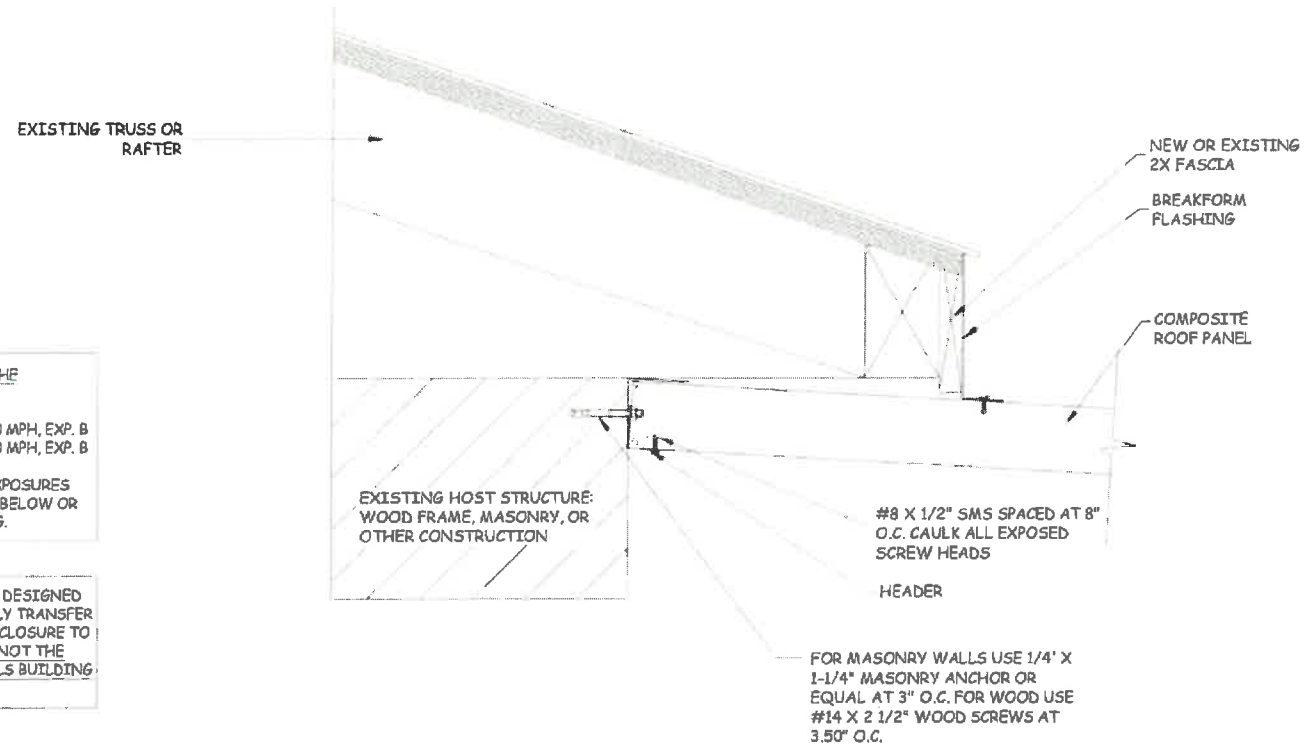 EXISTING TRUSS OR
RAFTER
NEW OR EXISTING
2X FASCIA
BREAKFORM
FLASHING
COMPOSITE
ROOF PANEL
MPH, EXP. B
MPH, EXP. B
BELOW OR
DESIGNED
TRANSFER
TO
NOT THE
BUILDING
EXISTING HOST STRUCTURE:
WOOD FRAME, MASONRY, OR
OTHER CONSTRUCTION
#8 X 1/2" SMS SPACED AT 8"
O.C. CAULK ALL EXPOSED
SCREW HEADS
HEADER
FOR MASONRY WALLS USE 1/4' X
1-1/4" MASONRY ANCHOR OR
EQUAL AT 3" O.C. FOR WOOD USE
#14 X 2 1/2" WOOD SCREWS AT
3.50" O.C.